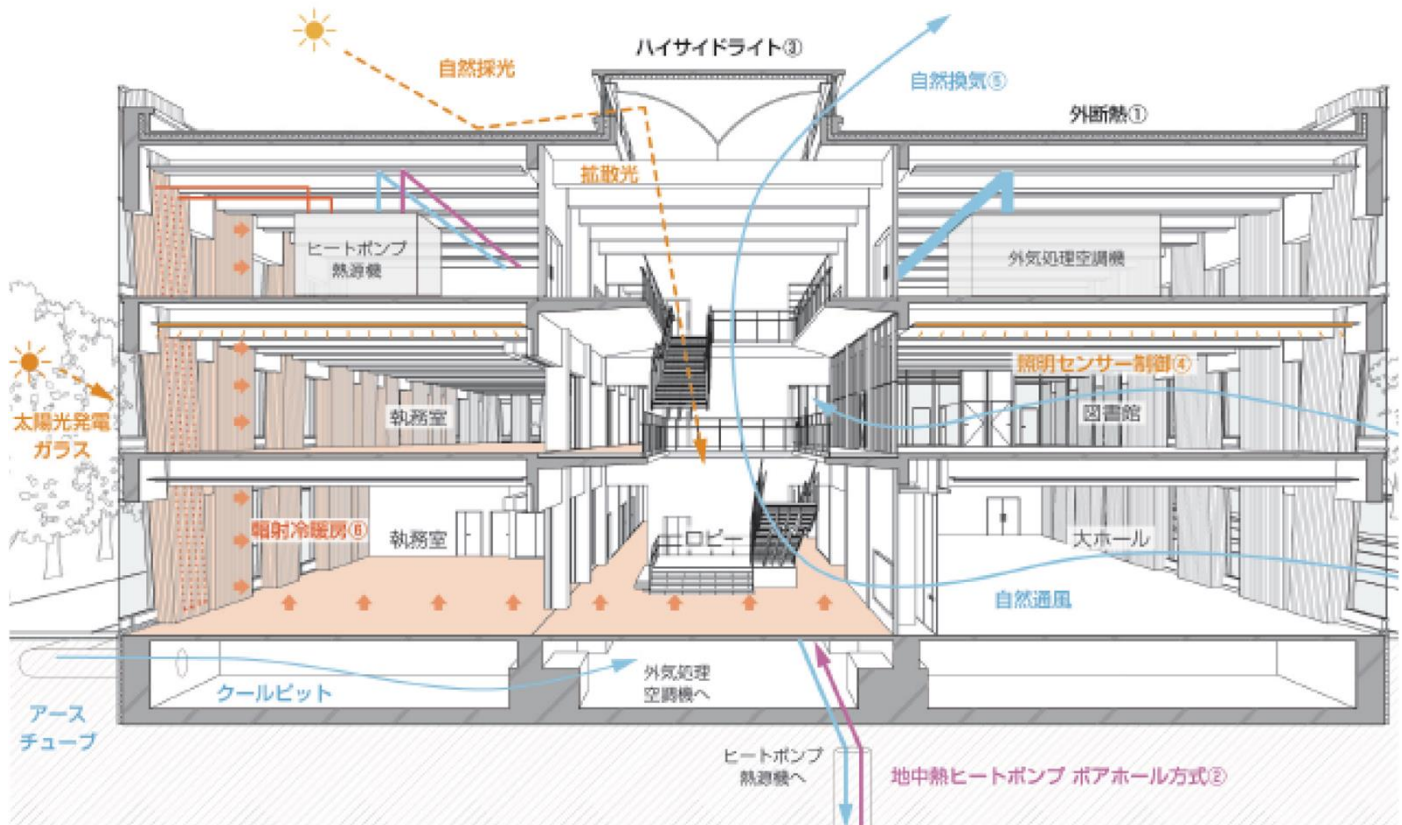 ハイサイドライト③
自然採光
自然換気⑤
外断熱①
拡散光
ヒートポンプ
熱源機
外気処理空調機
照明センサー制御④
太陽光発電
ガラス
執務室
図書館
輻射冷暖房⑥
執務室
ロビー
大ホール
自然通風
外気処理
空調機へ
クールピット
アース
チューブ
ヒートポンプ
熱源機へ
地中熱ヒートポンプ ボアホール方式②